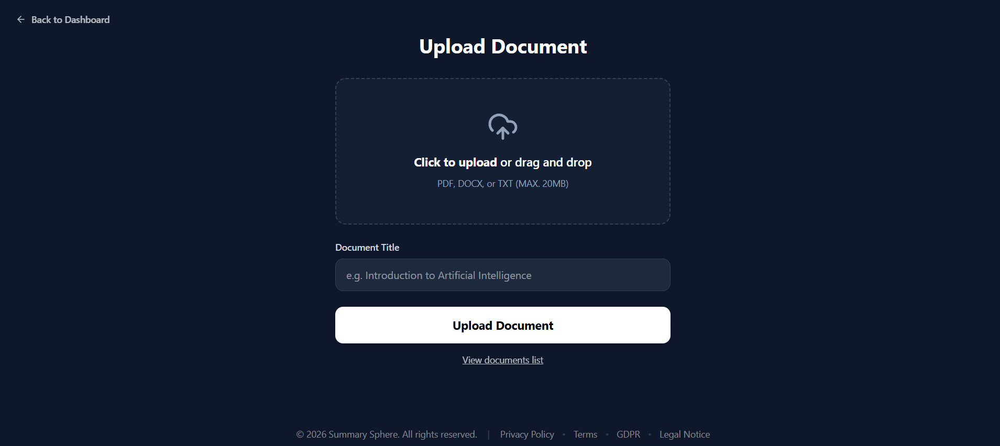 Back to Dashboard
Upload Document
Click to upload or drag and drop
PDF, DOCX, or TXT (MAX. 20MB)
Document Title
e.g. Introduction to Artificial Intelligence
Upload Document
View documents list
© 2026 Summary Sphere. All rights reserved. | Privacy Policy • Terms • GDPR • Legal Notice